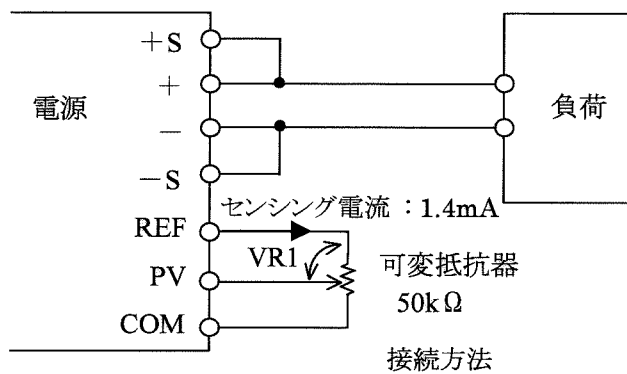 +S
+
電源
負荷
−
−S
センシング電流 : 1.4mA
REF
VR1
可変抵抗器
PV
50kΩ
COM
接続方法